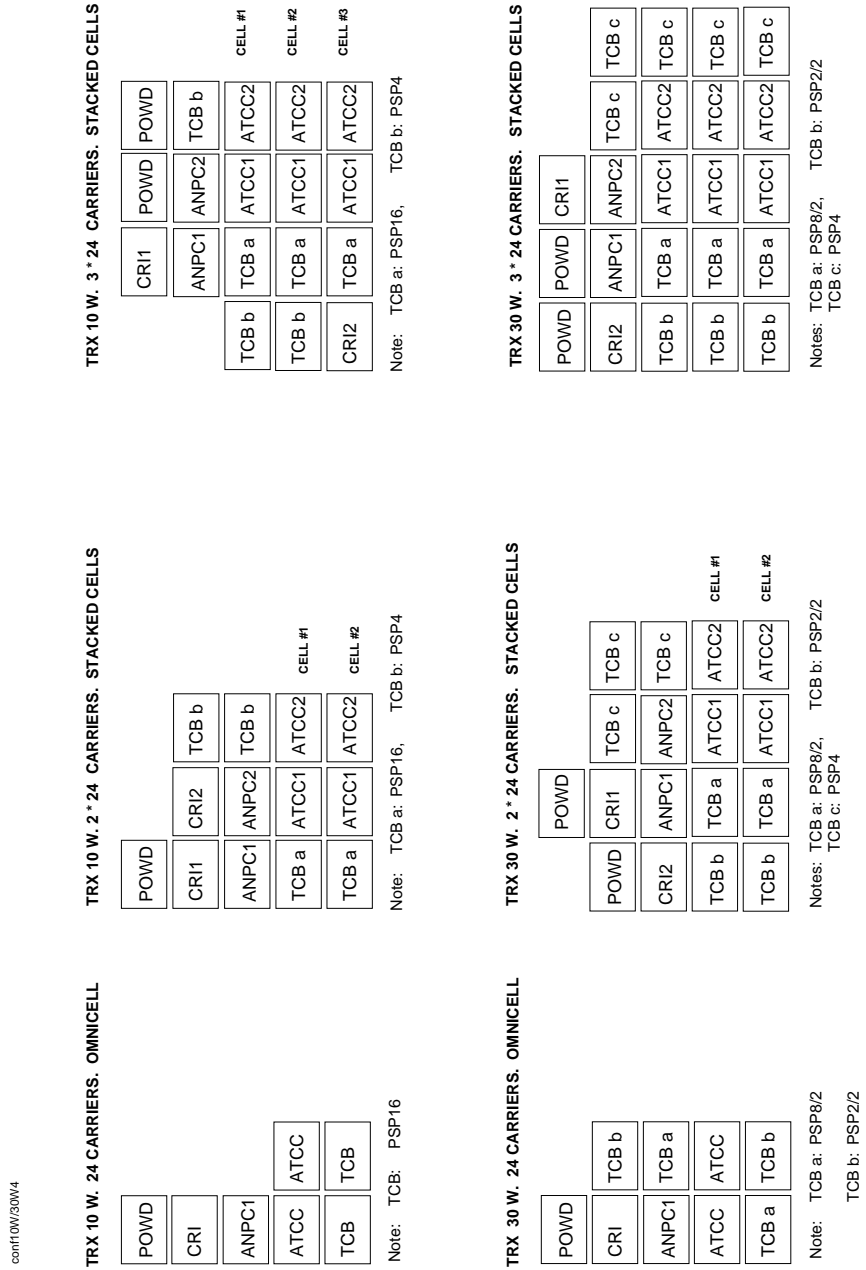 conf10W/30W4
TRX 10 W. 24 CARRIERS. OMNICELL
POWD
CRI
ANPC1
ATCC ATCC
TCB TCB
Note: TCB: PSP16
TRX 10 W. 2 * 24 CARRIERS. STACKED CELLS
POWD
CRI1 CRI2 TCB b
ANPC1 ANPC2 TCB b
TCB a ATCC1 ATCC2 CELL #1
TCB a ATCC1 ATCC2 CELL #2
Note: TCB a: PSP16, TCB b: PSP4
TRX 10 W. 3 * 24 CARRIERS. STACKED CELLS
CRI1 POWD POWD
ANPC1 ANPC2 TCB b
TCB b TCB a ATCC1 ATCC2 CELL #1
TCB b TCB a ATCC1 ATCC2 CELL #2
CRI2 TCB a ATCC1 ATCC2 CELL #3
Note: TCB a: PSP16, TCB b: PSP4
TRX 30 W. 24 CARRIERS. OMNICELL
POWD
CRI TCB b
ANPC1 TCB a
ATCC ATCC
TCB a TCB b
Note: TCB a: PSP8/2
TCB b: PSP2/2
TRX 30 W. 2 * 24 CARRIERS. STACKED CELLS
POWD
POWD CRI1 TCB c TCB c
CRI2 ANPC1 ANPC2 TCB c
TCB b TCB a ATCC1 ATCC2 CELL #1
TCB b TCB a ATCC1 ATCC2 CELL #2
Notes: TCB a: PSP8/2, TCB b: PSP2/2
TCB c: PSP4
TRX 30 W. 3 * 24 CARRIERS. STACKED CELLS
POWD POWD CRI1
CRI2 ANPC1 ANPC2 TCB c TCB c
TCB b TCB a ATCC1 ATCC2 TCB c
TCB b TCB a ATCC1 ATCC2 TCB c
TCB b TCB a ATCC1 ATCC2 TCB c
Notes: TCB a: PSP8/2, TCB b: PSP2/2
TCB c: PSP4